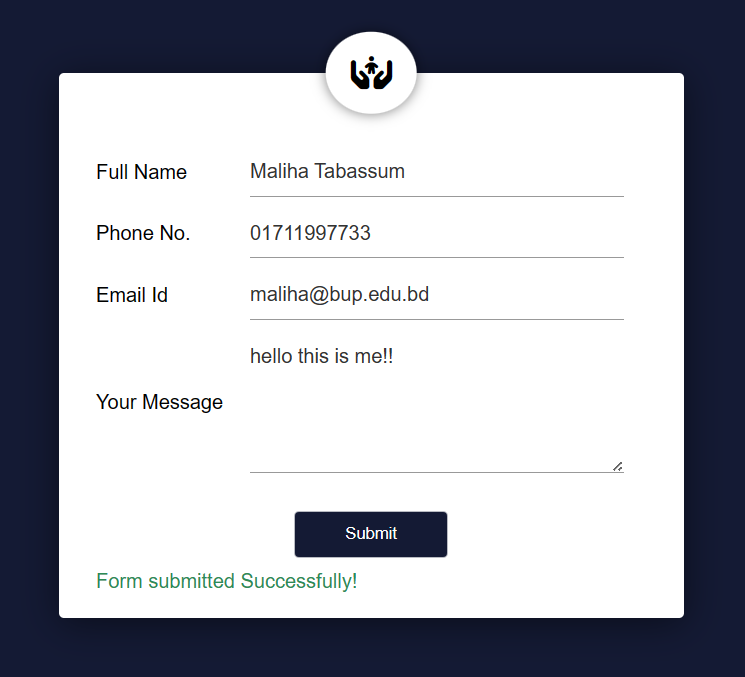 Full Name Maliha Tabassum
Phone No. 01711997733
Email Id maliha@bup.edu.bd
hello this is me!!
Your Message
Submit
Form submitted Successfully!